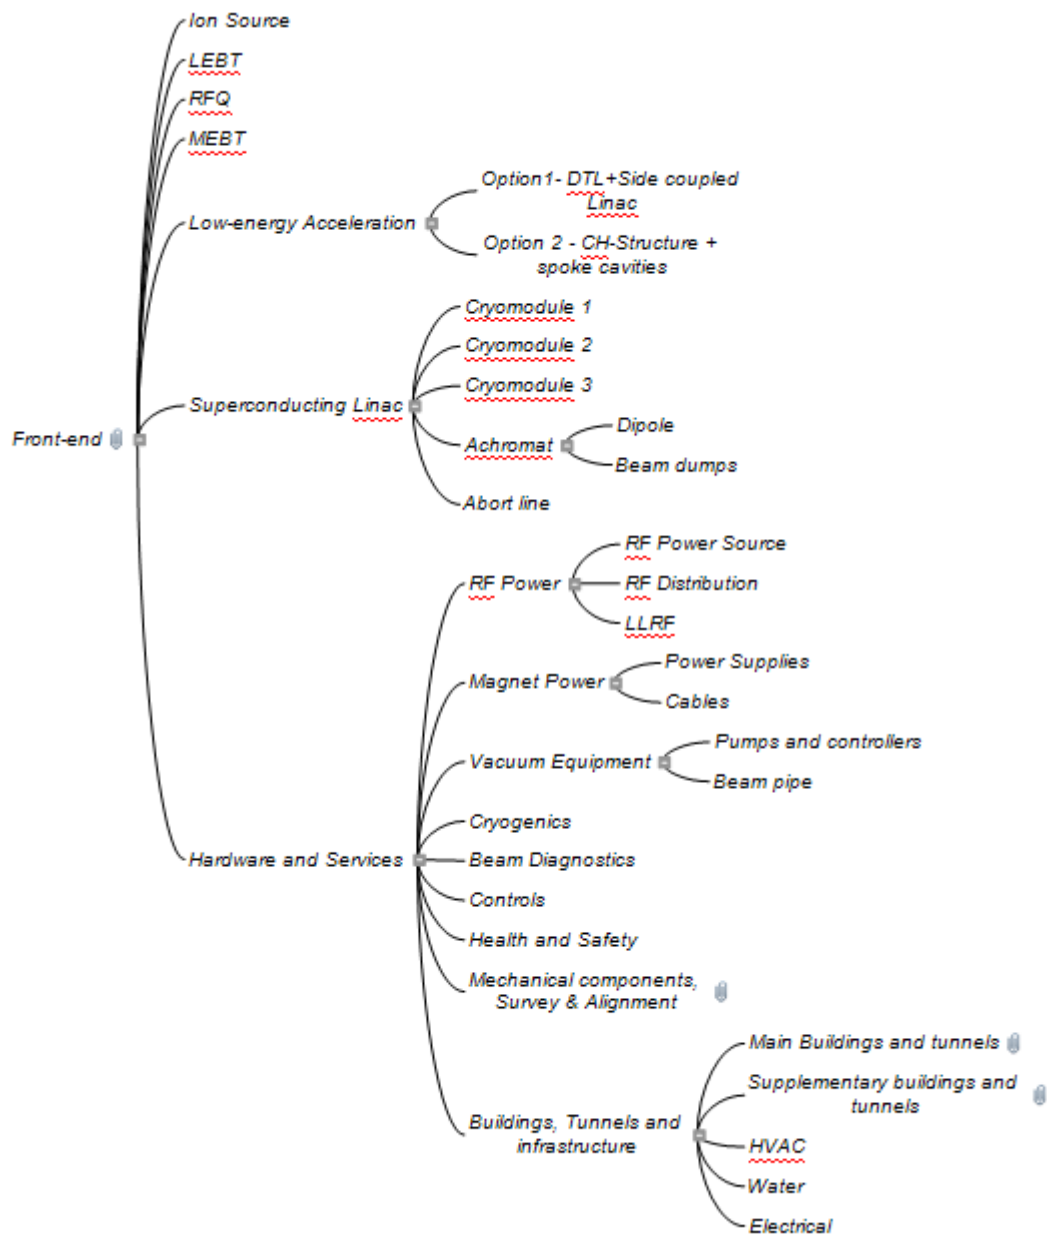 Ion Source
LEBT
RFQ
MEBT
Option1- DTL+Side coupled
Linac
Low-energy Acceleration
Option 2 - CH-Structure +
spoke cavities
Cryomodule 1
Cryomodule 2
Cryomodule 3
Superconducting Linac
Dipole
Front-end
Achromat
Beam dumps
Abort line
RF Power Source
RF Power
RF Distribution
LLRF
Power Supplies
Magnet Power
Cables
Pumps and controllers
Vacuum Equipment
Beam pipe
Cryogenics
Hardware and Services
Beam Diagnostics
Controls
Health and Safety
Mechanical components,
Survey & Alignment
Main Buildings and tunnels
Supplementary buildings and
tunnels
Buildings, Tunnels and
infrastructure
HVAC
Water
Electrical